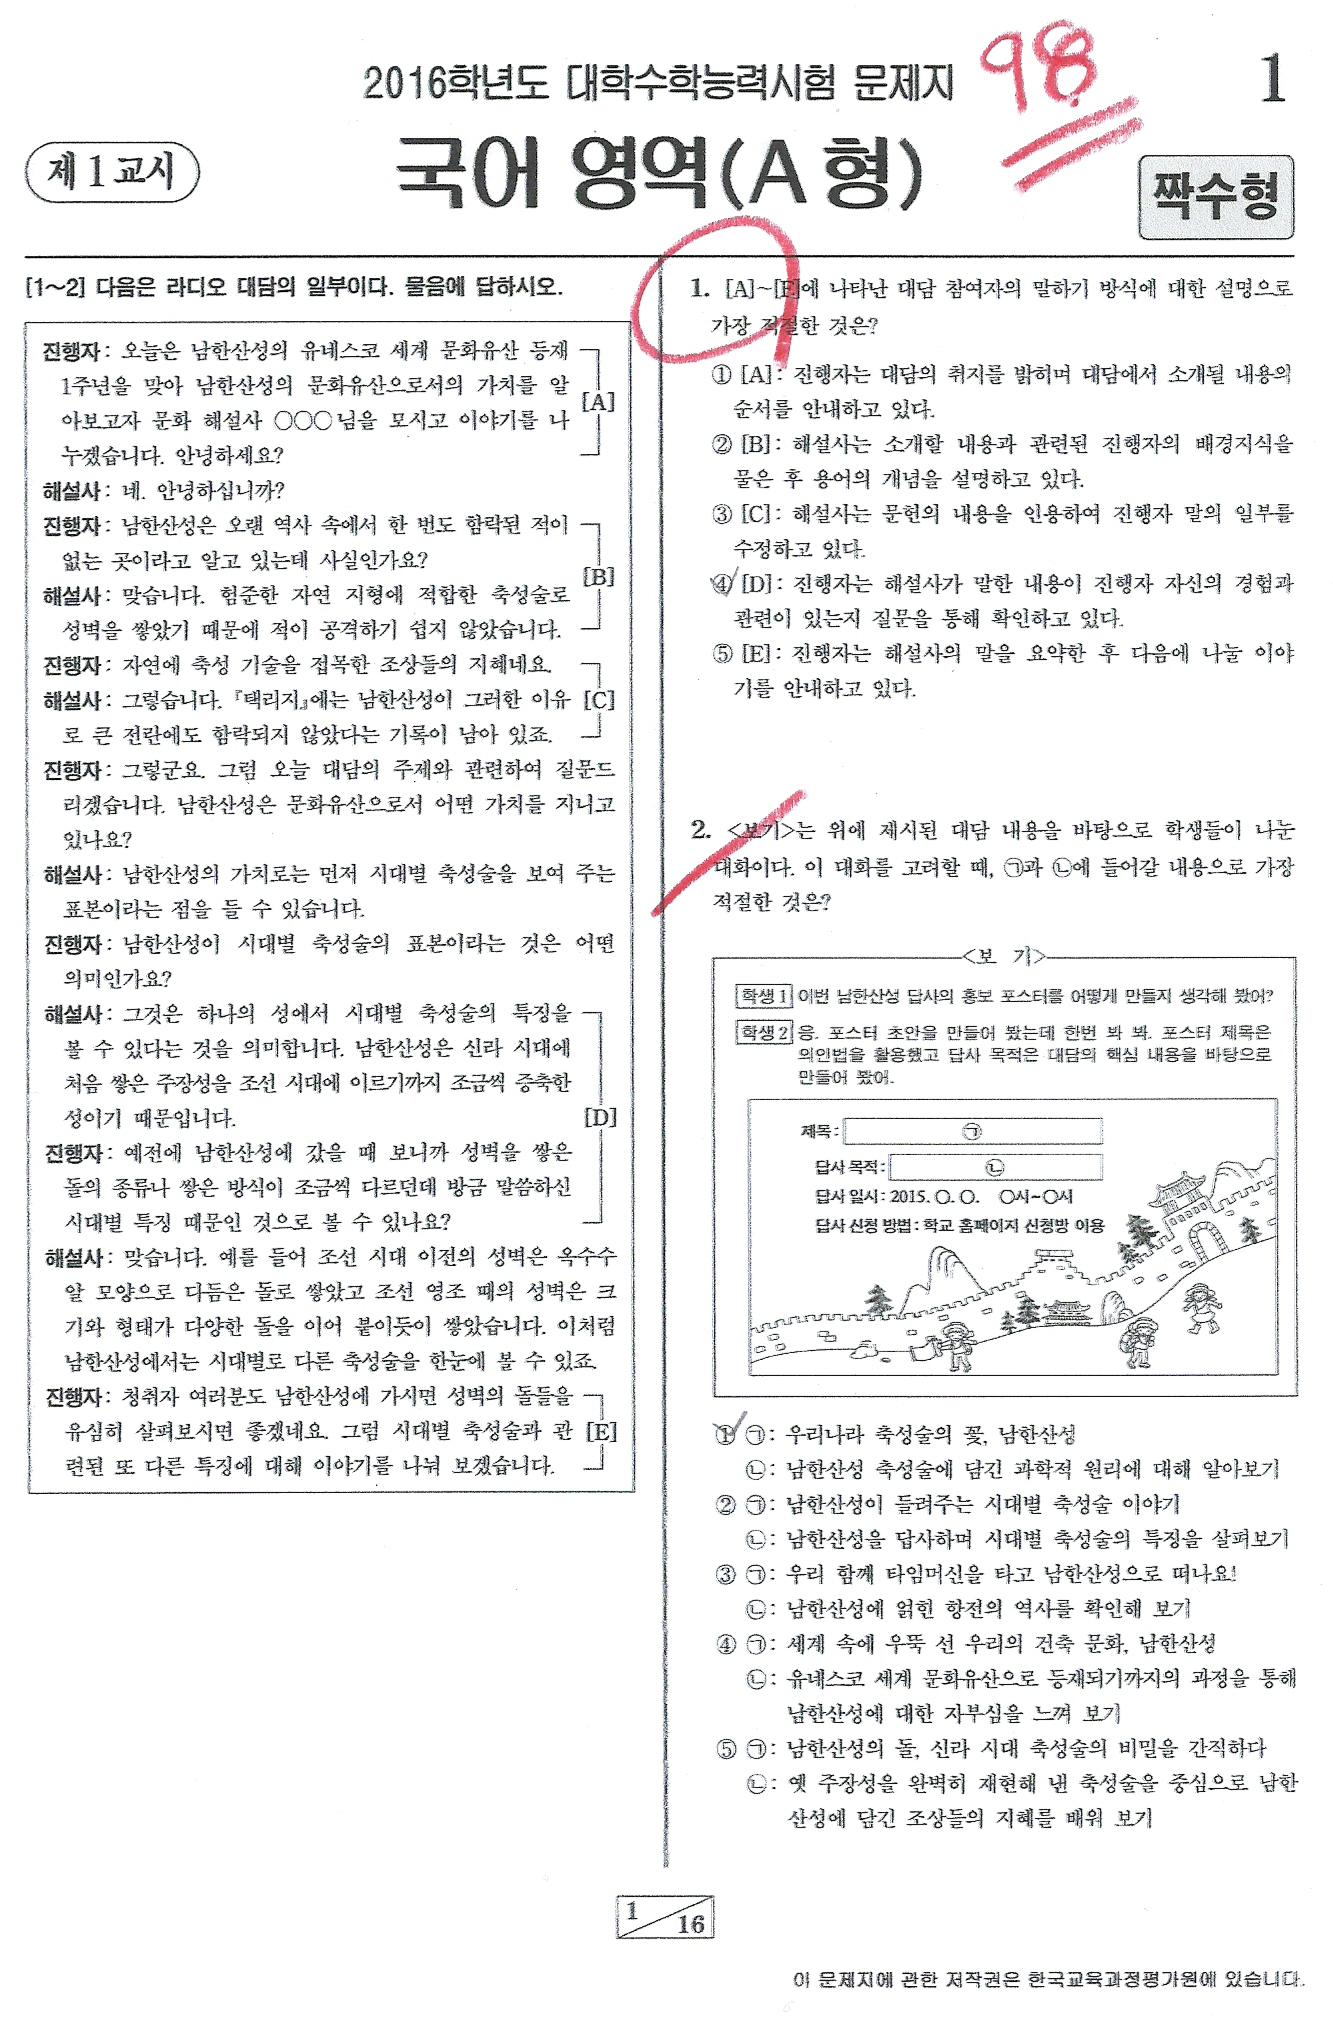 2016학년도 대학수학능력시험 문제지
98
1
제 1 교시
국어 영역(A 형)
짝수형
[1~2] 다음은 라디오 대담의 일부이다. 물음에 답하시오.
진행자: 오늘은 남한산성의 유네스코 세계 문화유산 등재
1주년을 맞아 남한산성의 문화유산으로서의 가치를 알
아보고자 문화 해설사 ○○○님을 모시고 이야기를 나
누겠습니다. 안녕하세요?
[A]
해설사: 네. 안녕하십니까?
진행자: 남한산성은 오랜 역사 속에서 한 번도 함락된 적이
없는 곳이라고 알고 있는데 사실인가요?
해설사: 맞습니다. 험준한 자연 지형에 적합한 축성술로
성벽을 쌓았기 때문에 적이 공격하기 쉽지 않았습니다.
[B]
진행자: 자연에 축성 기술을 접목한 조상들의 지혜네요.
해설사: 그렇습니다. 『택리지』에는 남한산성이 그러한 이유
로 큰 전란에도 함락되지 않았다는 기록이 남아 있죠.
[C]
진행자: 그렇군요. 그럼 오늘 대담의 주제와 관련하여 질문드
리겠습니다. 남한산성은 문화유산으로서 어떤 가치를 지니고
있나요?
해설사: 남한산성의 가치로는 먼저 시대별 축성술을 보여 주는
표본이라는 점을 들 수 있습니다.
진행자: 남한산성이 시대별 축성술의 표본이라는 것은 어떤
의미인가요?
해설사: 그것은 하나의 성에서 시대별 축성술의 특징을
볼 수 있다는 것을 의미합니다. 남한산성은 신라 시대에
처음 쌓은 주장성을 조선 시대에 이르기까지 조금씩 증축한
성이기 때문입니다.
[D]
진행자: 예전에 남한산성에 갔을 때 보니까 성벽을 쌓은
돌의 종류나 쌓은 방식이 조금씩 다르던데 방금 말씀하신
시대별 특징 때문인 것으로 볼 수 있나요?
해설사: 맞습니다. 예를 들어 조선 시대 이전의 성벽은 옥수수
알 모양으로 다듬은 돌로 쌓았고 조선 영조 때의 성벽은 크
기와 형태가 다양한 돌을 이어 붙이듯이 쌓았습니다. 이처럼
남한산성에서는 시대별로 다른 축성술을 한눈에 볼 수 있죠.
진행자: 청취자 여러분도 남한산성에 가시면 성벽의 돌들을
유심히 살펴보시면 좋겠네요. 그럼 시대별 축성술과 관
련된 또 다른 특징에 대해 이야기를 나눠 보겠습니다.
[E]
1. [A]~[E]에 나타난 대담 참여자의 말하기 방식에 대한 설명으로
가장 적절한 것은?
① [A]: 진행자는 대담의 취지를 밝히며 대담에서 소개될 내용의
순서를 안내하고 있다.
② [B]: 해설사는 소개할 내용과 관련된 진행자의 배경지식을
물은 후 용어의 개념을 설명하고 있다.
③ [C]: 해설사는 문헌의 내용을 인용하여 진행자 말의 일부를
수정하고 있다.
④ [D]: 진행자는 해설사가 말한 내용이 진행자 자신의 경험과
관련이 있는지 질문을 통해 확인하고 있다.
⑤ [E]: 진행자는 해설사의 말을 요약한 후 다음에 나눌 이야
기를 안내하고 있다.
2. <보기>는 위에 제시된 대담 내용을 바탕으로 학생들이 나눈
대화이다. 이 대화를 고려할 때, ㉠과 ㉡에 들어갈 내용으로 가장
적절한 것은?
<보 기>
학생 1 이번 남한산성 답사의 홍보 포스터를 어떻게 만들지 생각해 봤어?
학생 2 응. 포스터 초안을 만들어 봤는데 한번 봐 봐. 포스터 제목은
의인법을 활용했고 답사 목적은 대담의 핵심 내용을 바탕으로
만들어 봤어.
제목: ㉠
답사 목적: ㉡
답사 일시: 2015. ○. ○. ○시~○시
답사 신청 방법: 학교 홈페이지 신청방 이용
① ㉠: 우리나라 축성술의 꽃, 남한산성
㉡: 남한산성 축성술에 담긴 과학적 원리에 대해 알아보기
② ㉠: 남한산성이 들려주는 시대별 축성술 이야기
㉡: 남한산성을 답사하며 시대별 축성술의 특징을 살펴보기
③ ㉠: 우리 함께 타임머신을 타고 남한산성으로 떠나요!
㉡: 남한산성에 얽힌 항전의 역사를 확인해 보기
④ ㉠: 세계 속에 우뚝 선 우리의 건축 문화, 남한산성
㉡: 유네스코 세계 문화유산으로 등재되기까지의 과정을 통해
남한산성에 대한 자부심을 느껴 보기
⑤ ㉠: 남한산성의 돌, 신라 시대 축성술의 비밀을 간직하다
㉡: 옛 주장성을 완벽히 재현해 낸 축성술을 중심으로 남한
산성에 담긴 조상들의 지혜를 배워 보기
1
16
이 문제지에 관한 저작권은 한국교육과정평가원에 있습니다.